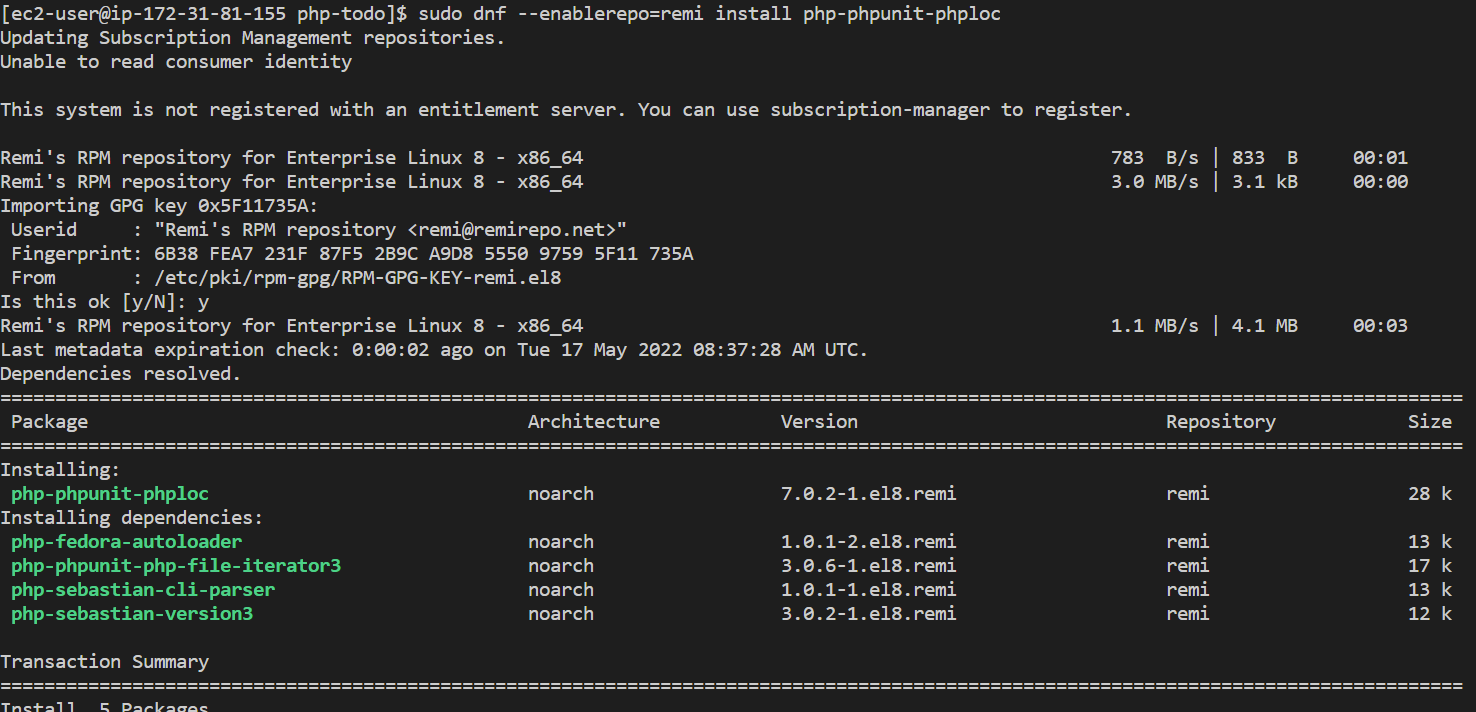 [ec2-user@ip-172-31-81-155 php-todo]$ sudo dnf --enablerepo=remi install php-phpunit-phploc
Updating Subscription Management repositories.
Unable to read consumer identity
This system is not registered with an entitlement server. You can use subscription-manager to register.
Remi's RPM repository for Enterprise Linux 8 - x86_64 783 B/s | 833 B 00:01
Remi's RPM repository for Enterprise Linux 8 - x86_64 3.0 MB/s | 3.1 kB 00:00
Importing GPG key 0x5F11735A:
Userid : "Remi's RPM repository <remi@remirepo.net>"
Fingerprint: 6B38 FEA7 231F 87F5 2B9C A9D8 5550 9759 5F11 735A
From : /etc/pki/rpm-gpg/RPM-GPG-KEY-remi.el8
Is this ok [y/N]: y
Remi's RPM repository for Enterprise Linux 8 - x86_64 1.1 MB/s | 4.1 MB 00:03
Last metadata expiration check: 0:00:02 ago on Tue 17 May 2022 08:37:28 AM UTC.
Dependencies resolved.
=====================================================================================================================================
Package Architecture Version Repository Size
=====================================================================================================================================
Installing:
php-phpunit-phploc noarch 7.0.2-1.el8.remi remi 28 k
Installing dependencies:
php-fedora-autoloader noarch 1.0.1-2.el8.remi remi 13 k
php-phpunit-php-file-iterator3 noarch 3.0.6-1.el8.remi remi 17 k
php-sebastian-cli-parser noarch 1.0.1-1.el8.remi remi 13 k
php-sebastian-version3 noarch 3.0.2-1.el8.remi remi 12 k
Transaction Summary
=====================================================================================================================================
Install 5 Packages